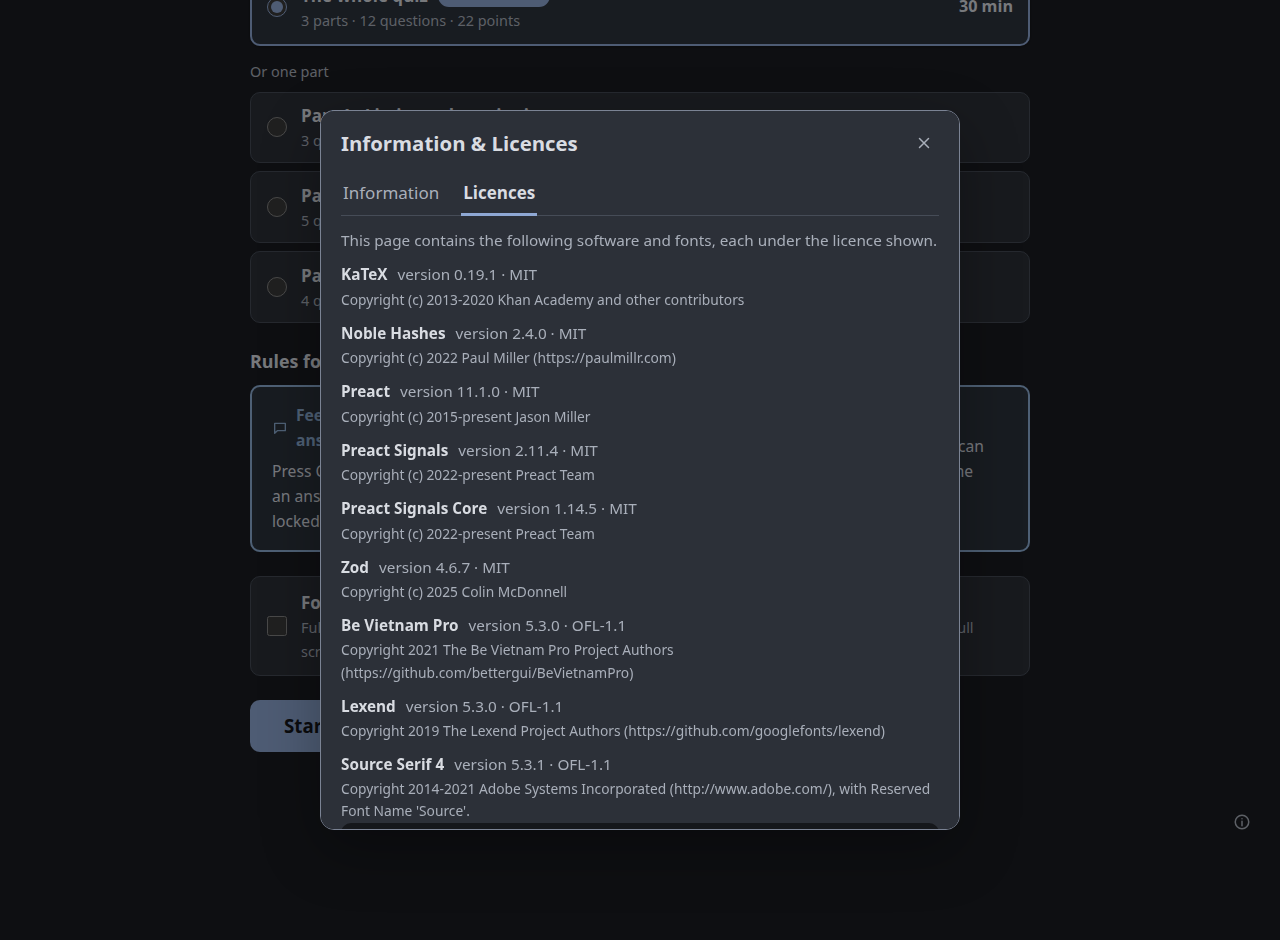 3 parts · 12 questions · 22 points
30 min
Or one part
Information & Licences
Information Licences
This page contains the following software and fonts, each under the licence shown.
KaTeX version 0.19.1 · MIT
Copyright (c) 2013-2020 Khan Academy and other contributors
Noble Hashes version 2.4.0 · MIT
Copyright (c) 2022 Paul Miller (https://paulmillr.com)
Preact version 11.1.0 · MIT
Copyright (c) 2015-present Jason Miller
Preact Signals version 2.11.4 · MIT
Copyright (c) 2022-present Preact Team
Preact Signals Core version 1.14.5 · MIT
Copyright (c) 2022-present Preact Team
Zod version 4.6.7 · MIT
Copyright (c) 2025 Colin McDonnell
Be Vietnam Pro version 5.3.0 · OFL-1.1
Copyright 2021 The Be Vietnam Pro Project Authors
(https://github.com/bettergui/BeVietnamPro)
Lexend version 5.3.0 · OFL-1.1
Copyright 2019 The Lexend Project Authors (https://github.com/googlefonts/lexend)
Source Serif 4 version 5.3.1 · OFL-1.1
Copyright 2014-2021 Adobe Systems Incorporated (http://www.adobe.com/), with Reserved
Font Name 'Source'.
Rules
can
Press
an
locked